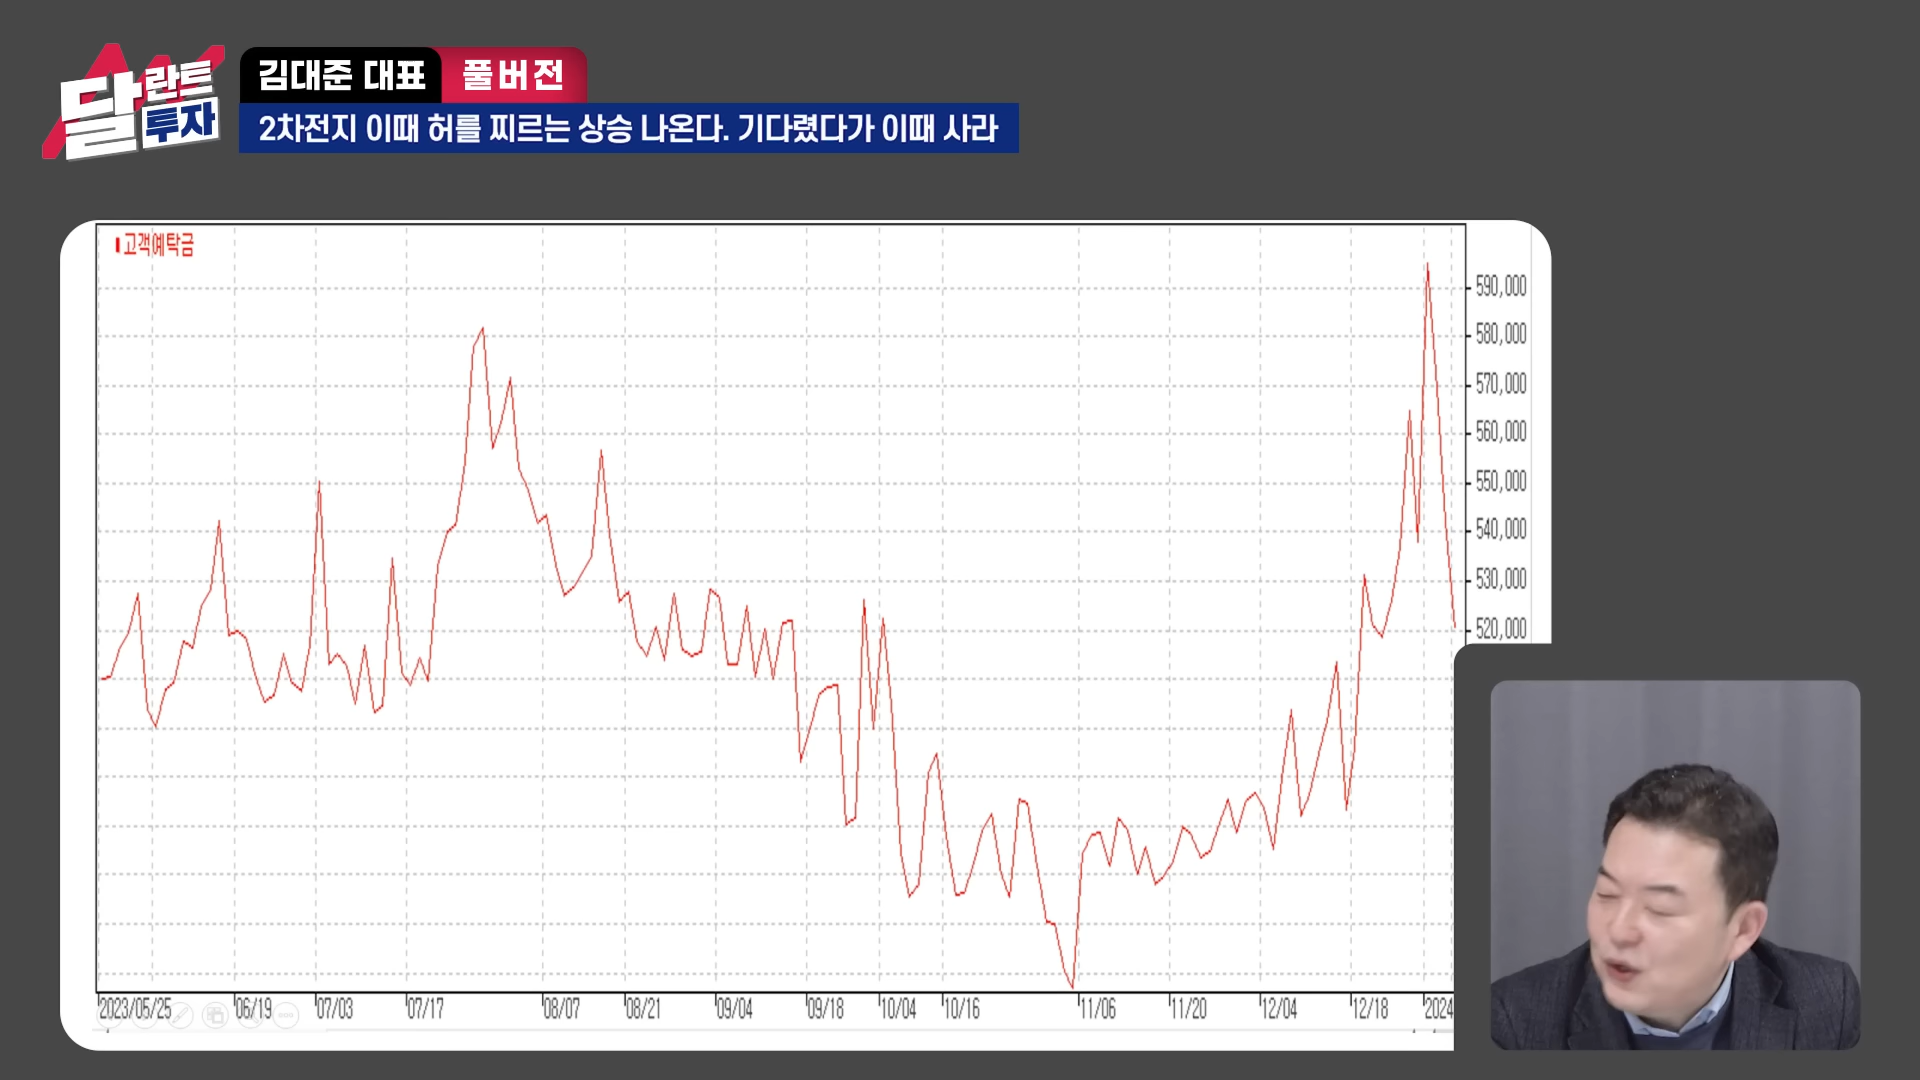 달란트
투자
김대준 대표 풀버전
2차전지 이때 허를 찌르는 상승 나온다. 기다렸다가 이때 사라
고객예탁금
590,000
580,000
570,000
560,000
550,000
540,000
530,000
520,000
2023/05/25 06/19 07/03 07/17 08/07 08/21 09/04 09/18 10/04 10/16 11/06 11/20 12/04 12/18 2024